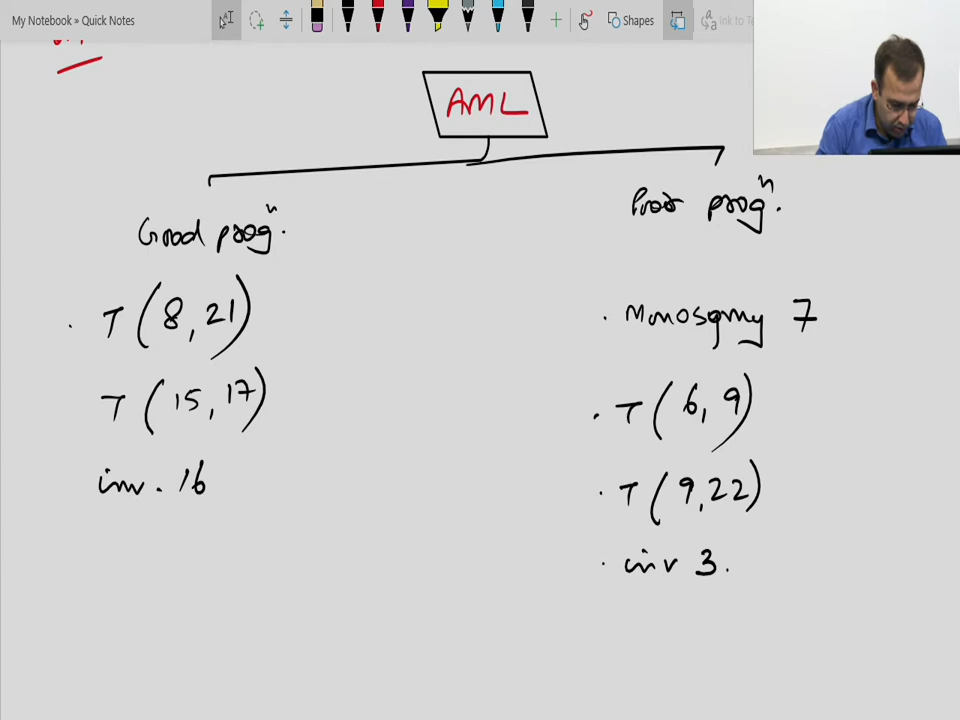 My Notebook » Quick Notes
Shapes
AML
Good progⁿ.
T (8, 21)
T (15, 17)
inv. 16
Poor progⁿ.
. Monosomy 7
. T (6, 9)
. T (9, 22)
. inv 3.